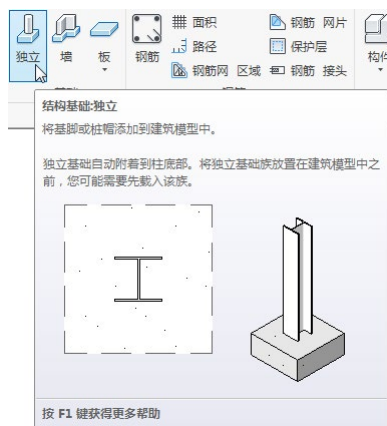 面积 钢筋 网片
独立 墙 板 钢筋 路径 保护层 构件
钢筋网 区域 钢筋 接头
结构基础:独立
将基脚或桩帽添加到建筑模型中。
独立基础自动附着到柱底部。将独立基础族放置在建筑模型中之
前，您可能需要先载入该族。
按 F1 键获得更多帮助